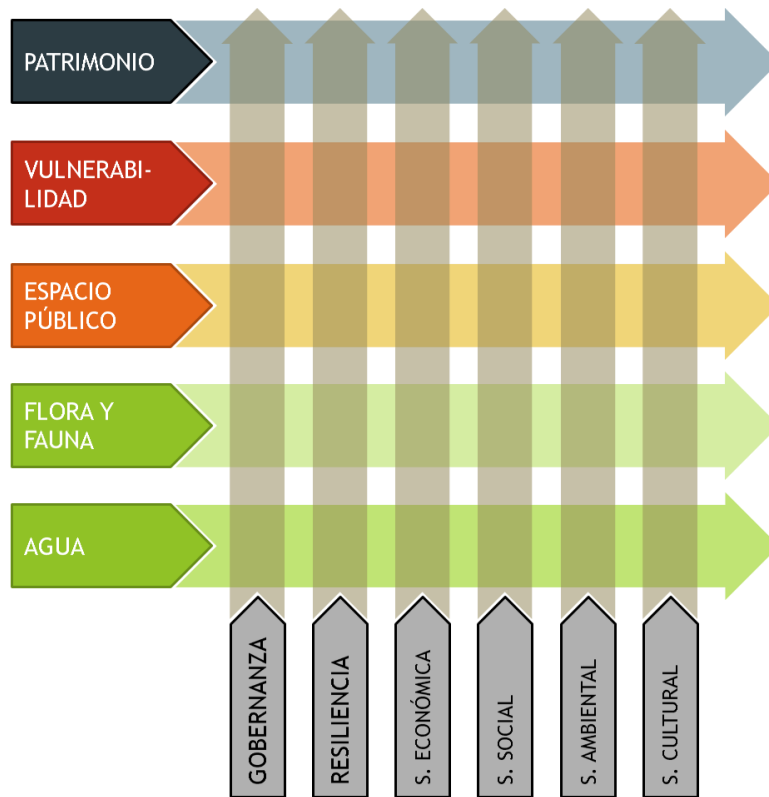 PATRIMONIO
VULNERABI-
LIDAD
ESPACIO
PÚBLICO
FLORA Y
FAUNA
AGUA
GOBERNANZA
RESILIENCIA
S. ECONÓMICA
S. SOCIAL
S. AMBIENTAL
S. CULTURAL